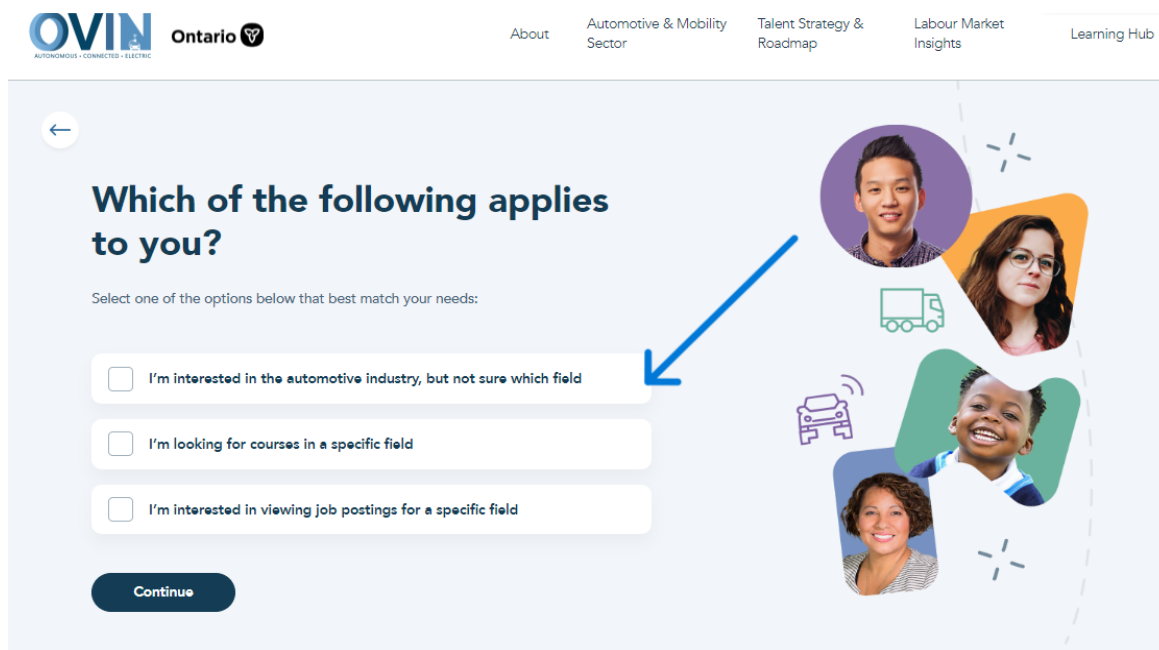 OVIN
AUTONOMOUS • CONNECTED • ELECTRIC
Ontario
About
Automotive & Mobility
Sector
Talent Strategy &
Roadmap
Labour Market
Insights
Learning Hub
Which of the following applies
to you?
Select one of the options below that best match your needs:
I'm interested in the automotive industry, but not sure which field
I'm looking for courses in a specific field
I'm interested in viewing job postings for a specific field
Continue